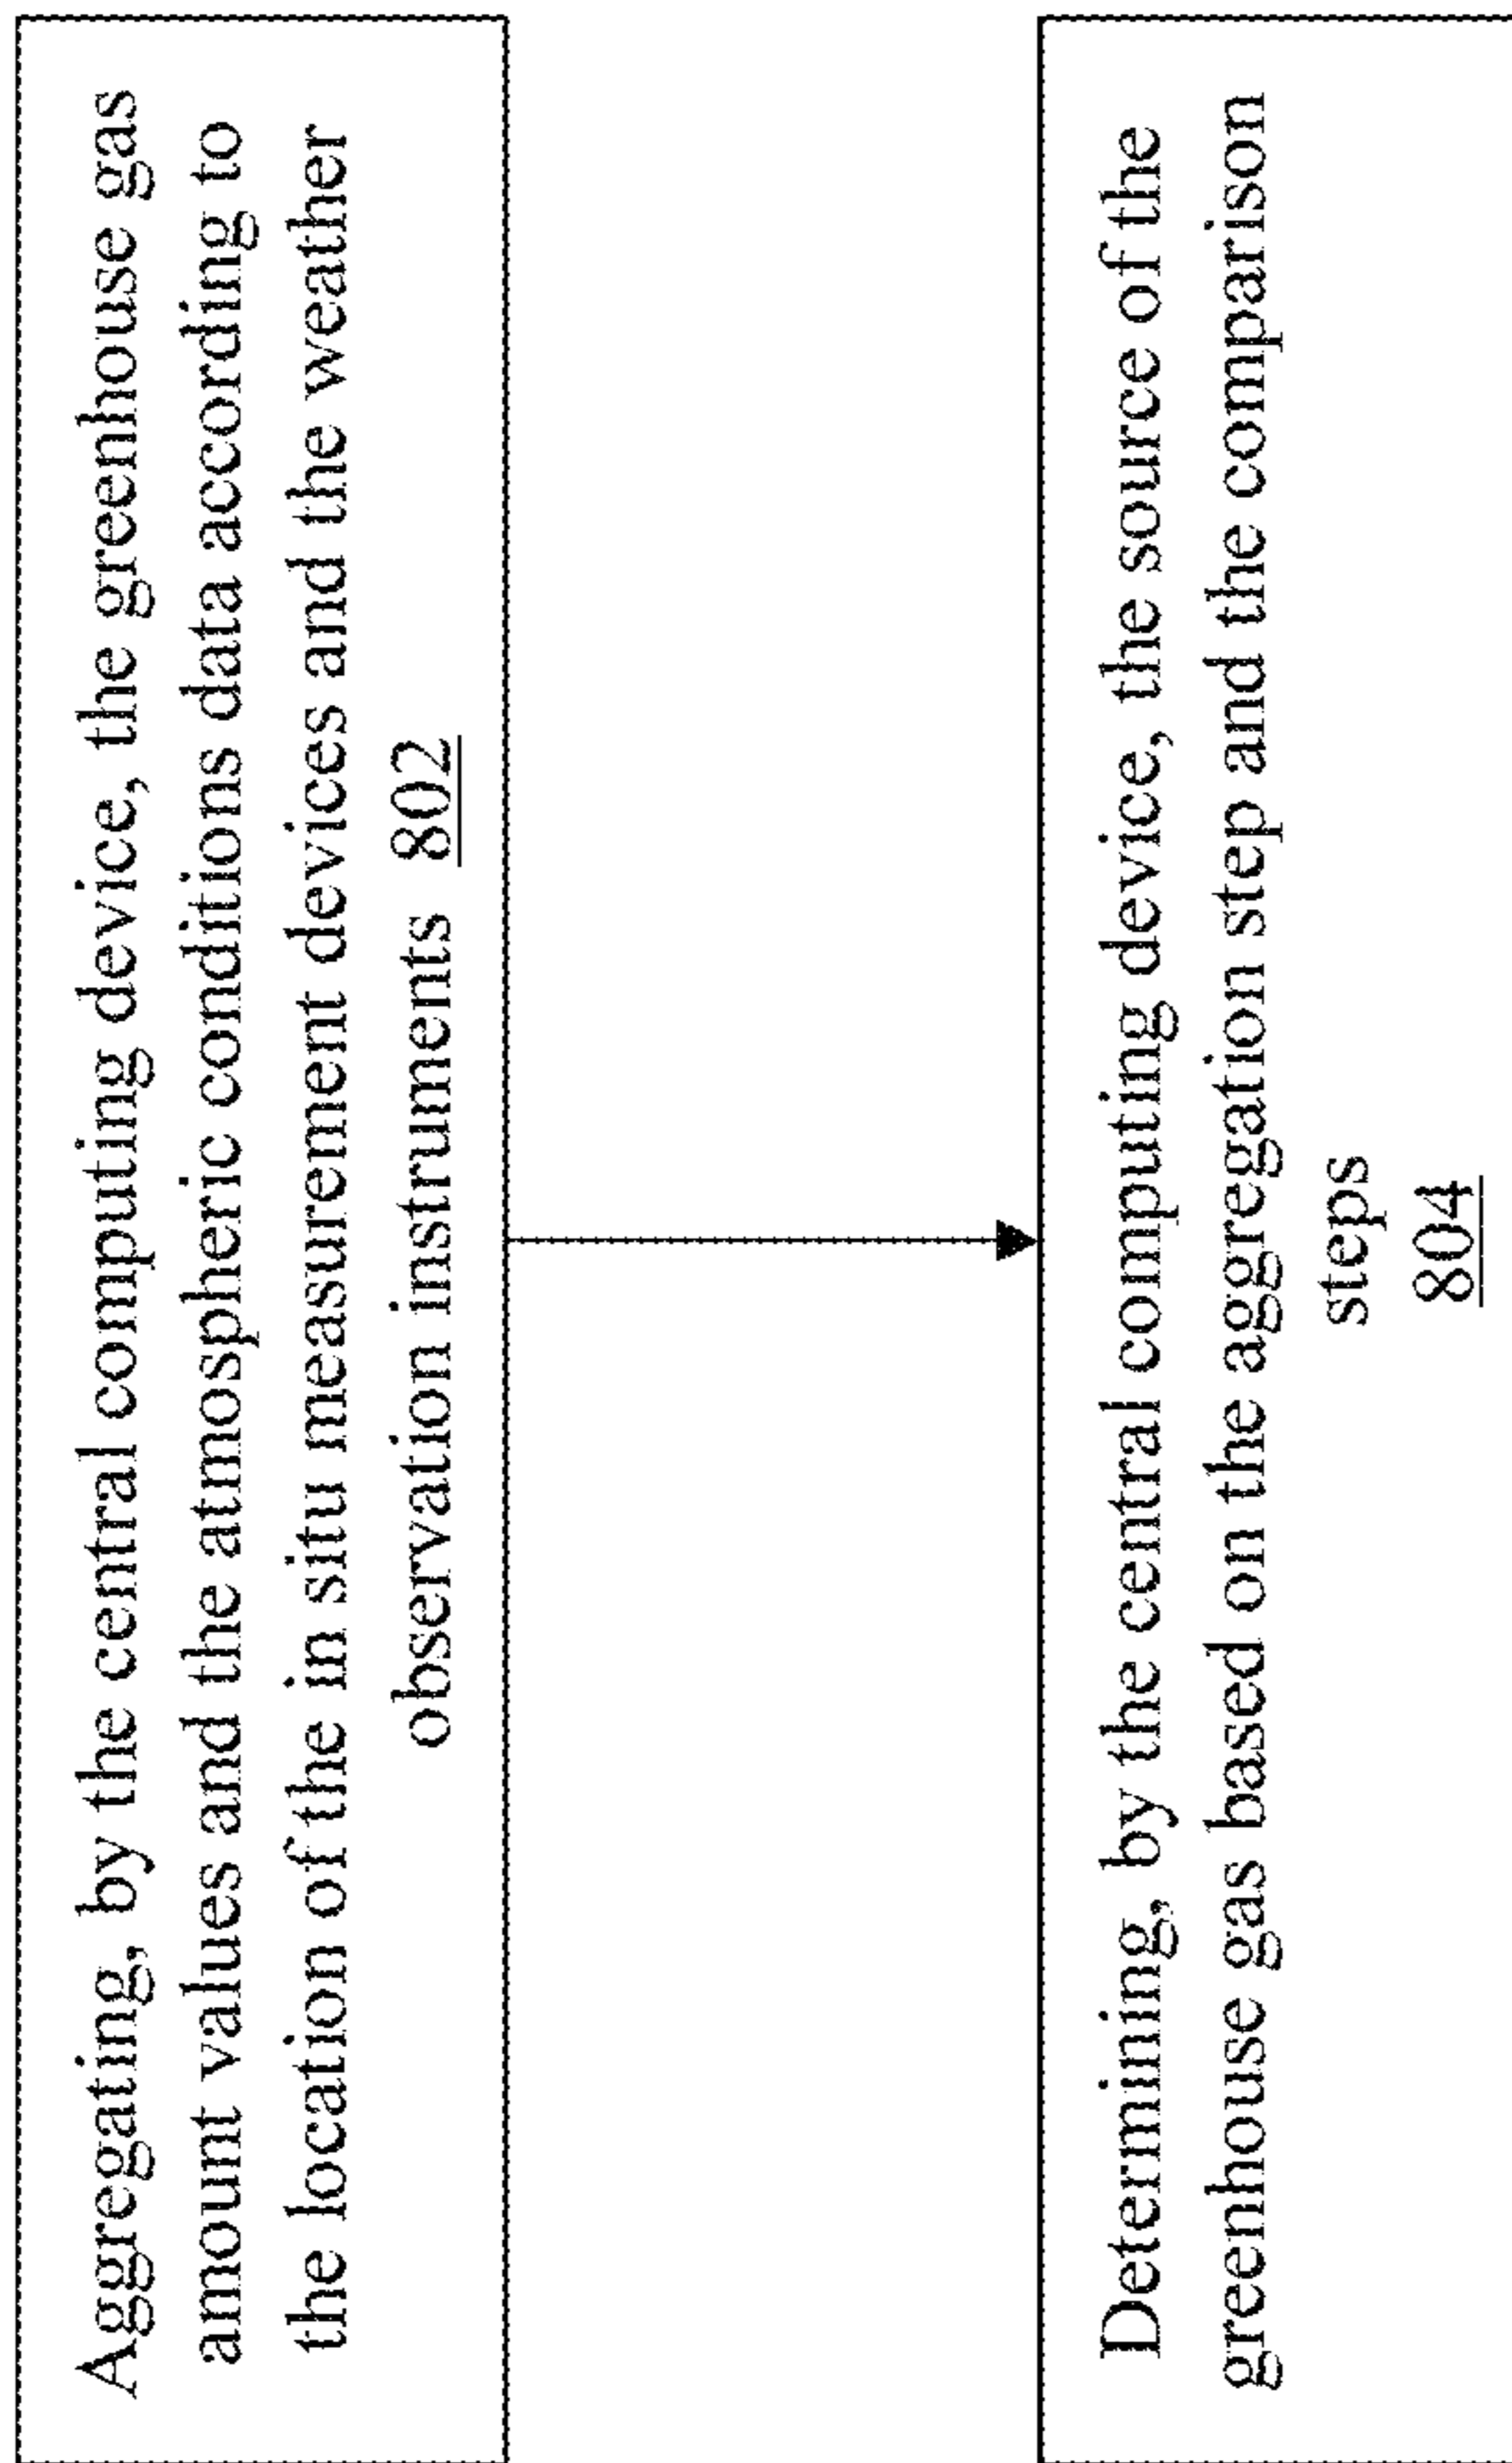 Aggregating, by the central computing device, the greenhouse gas
amount values and the atmospheric conditions data according to
the location of the in situ measurement devices and the weather
observation instruments 802
Determining, by the central computing device, the source of the
greenhouse gas based on the aggregation step and the comparison
steps
804